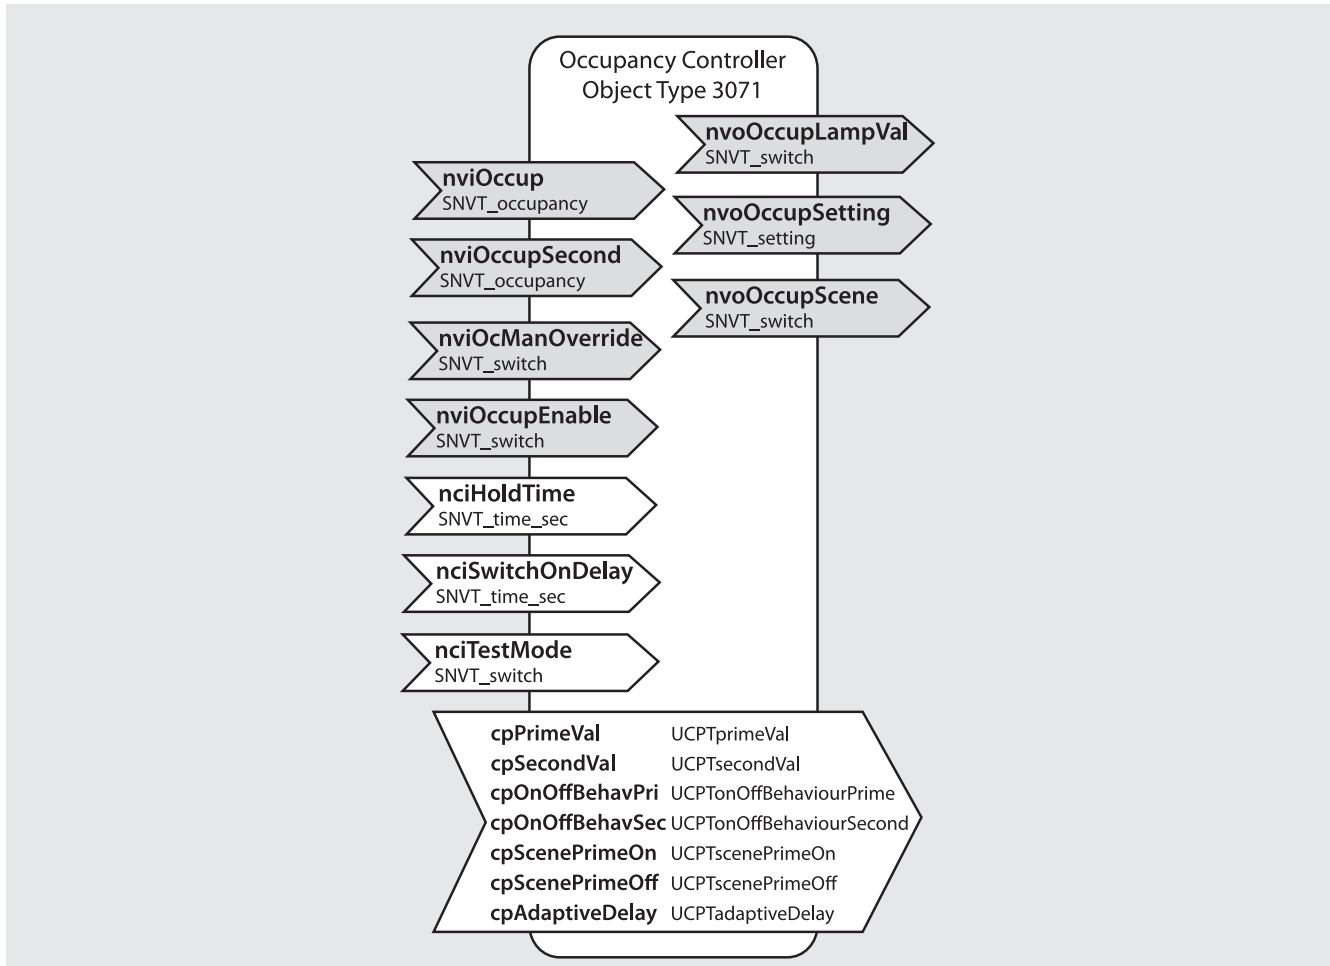 Occupancy Controller
Object Type 3071
nvoOccupLampVal
SNVT_switch
nviOccup
SNVT_occupancy
nvoOccupSetting
SNVT_setting
nviOccupSecond
SNVT_occupancy
nvoOccupScene
SNVT_switch
nviOcManOverride
SNVT_switch
nviOccupEnable
SNVT_switch
nciHoldTime
SNVT_time_sec
nciSwitchOnDelay
SNVT_time_sec
nciTestMode
SNVT_switch
cpPrimeVal UCPTprimeVal
cpSecondVal UCPTsecondVal
cpOnOffBehavPri UCPTonOffBehaviourPrime
cpOnOffBehavSec UCPTonOffBehaviourSecond
cpScenePrimeOn UCPTscenePrimeOn
cpScenePrimeOff UCPTscenePrimeOff
cpAdaptiveDelay UCPTadaptiveDelay